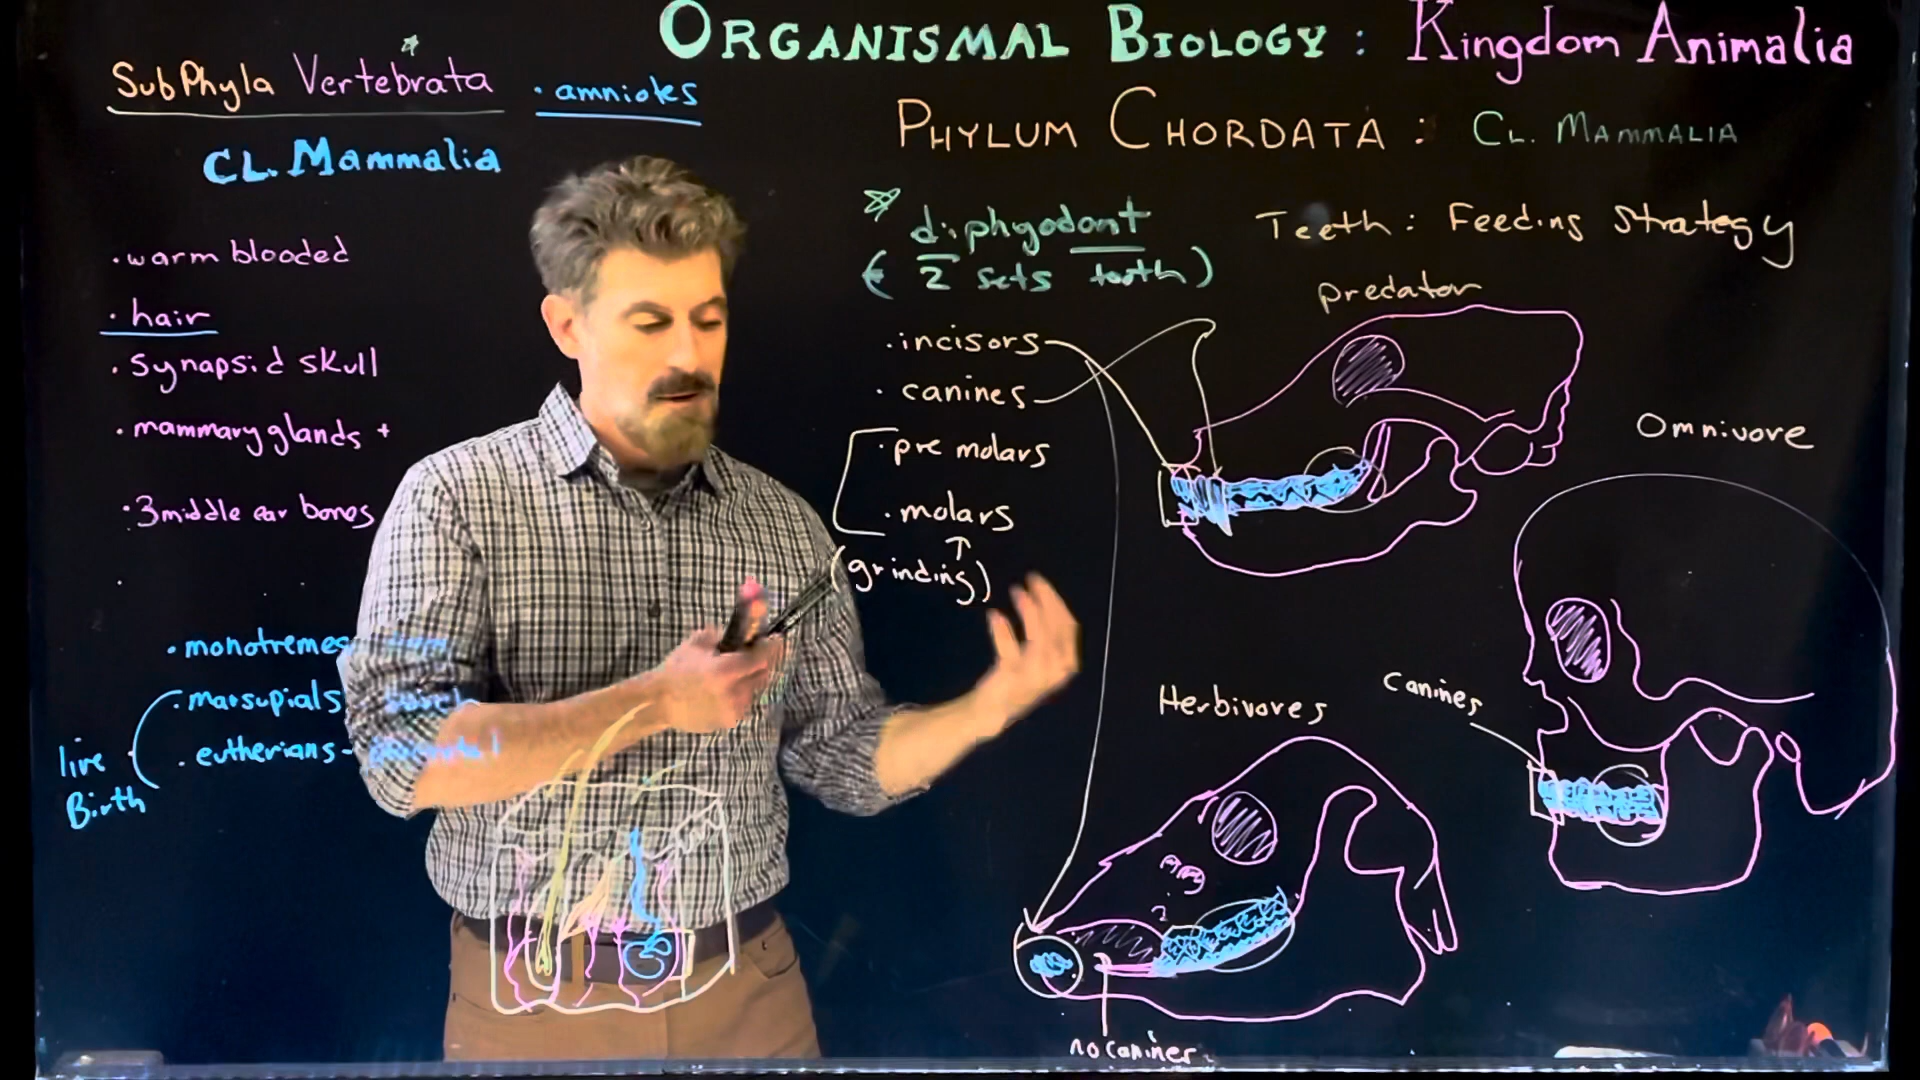 ORGANISMAL BIOLOGY : Kingdom Animalia
PHYLUM CHORDATA : CL. MAMMALIA
SubPhyla Vertebrata
· amniotes
CL. Mammalia
· warm blooded
· hair
· synapsid skull
· mammary glands +
· 3 middle ear bones
· monotremes
· marsupials
· eutherians -
live
Birth
diphyodont
( 2 sets teeth )
· incisors
· canines
· pre molars
· molars
(grinding)
Teeth : Feeding Strategy
predator
Omnivore
canines
Herbivores
no canines